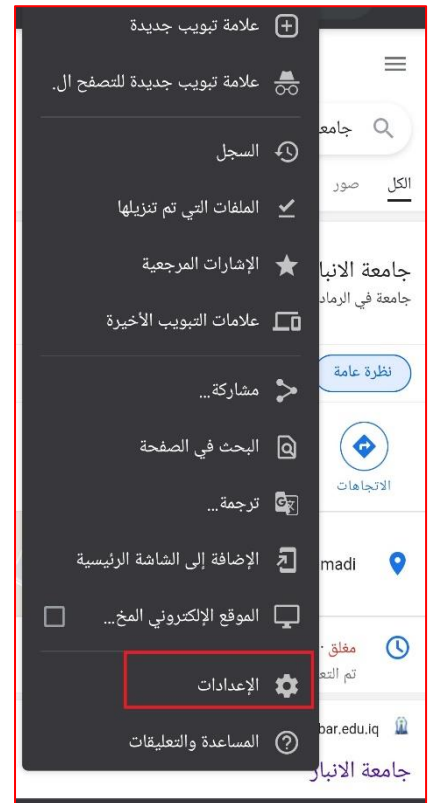 علامة تبويب جديدة
علامة تبويب جديدة للتصفح ال.
السجل
الملفات التي تم تنزيلها
الإشارات المرجعية
علامات التبويب الأخيرة
مشاركة...
البحث في الصفحة
ترجمة...
الإضافة إلى الشاشة الرئيسية
الموقع الإلكتروني المخ...
الإعدادات
المساعدة والتعليقات
جامع
الكل صور
جامعة الانبا
جامعة في الرماد
نظرة عامة
الاتجاهات
madi
مغلق ·
تم التع
bar.edu.iq
جامعة الانبار